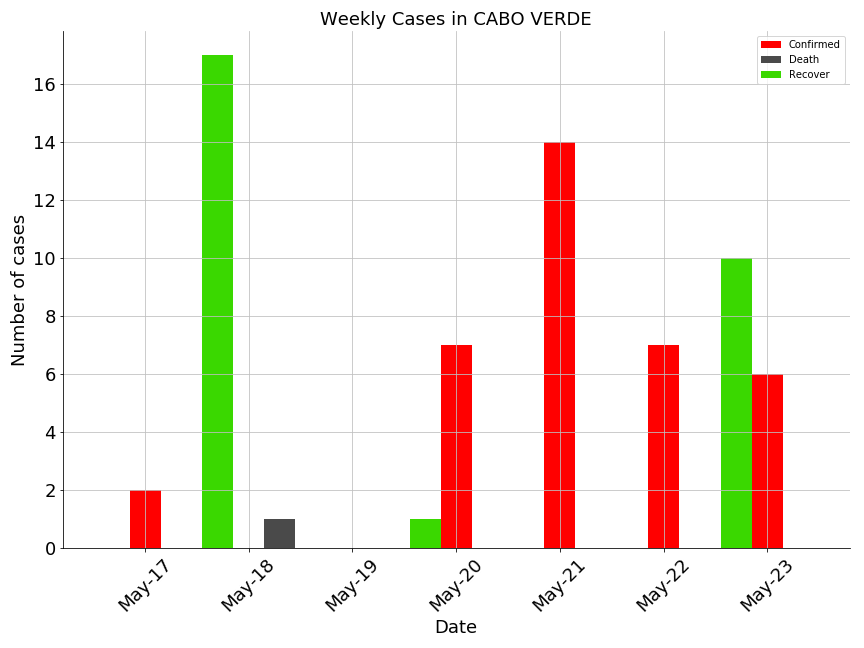 Weekly Cases in CABO VERDE
Confirmed
Death
Recover
Number of cases
16
14
12
10
8
6
4
2
0
May-17
May-18
May-19
May-20
May-21
May-22
May-23
Date